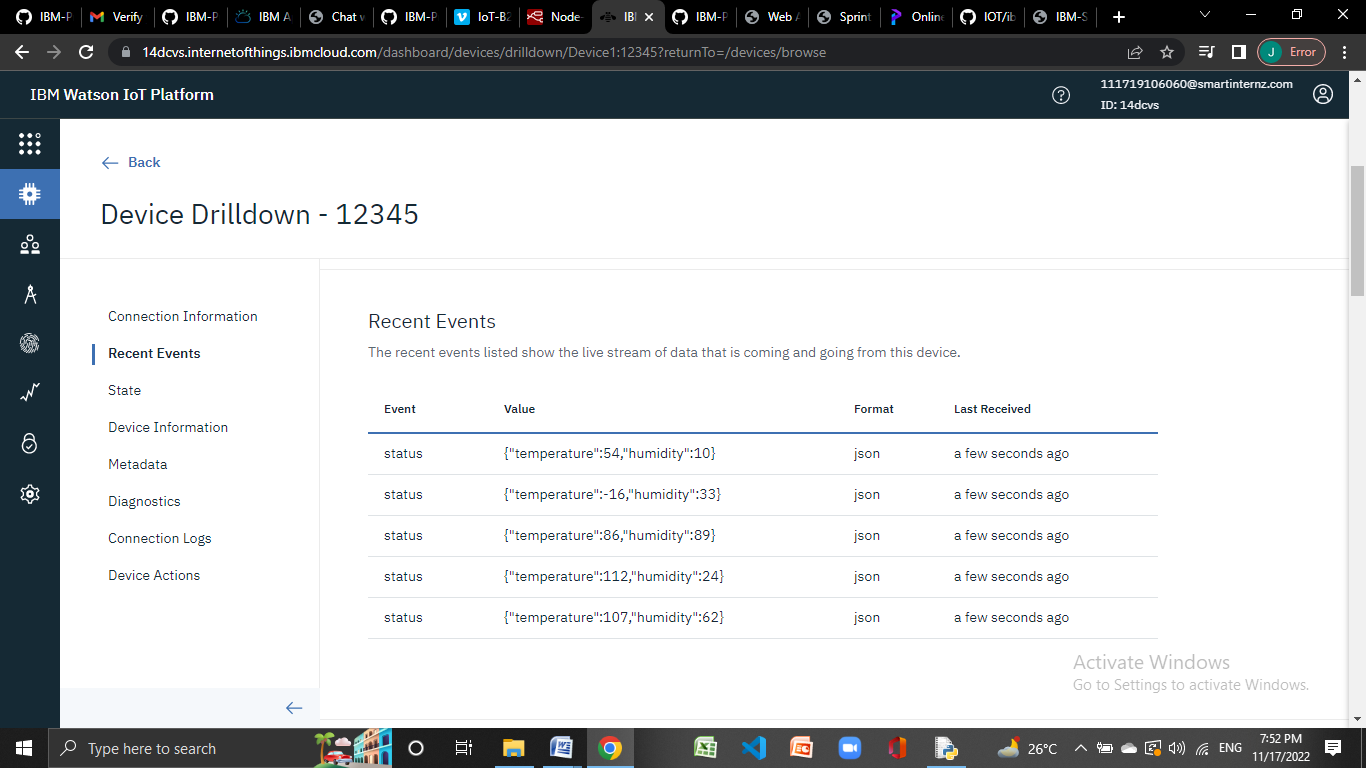 IBM-P
Verify
IBM-P
IBM A
Chat w
IBM-P
IoT-B2
Node-
IBM
IBM-P
Web A
Sprint
Online
IOT/ib
IBM-S
14dcvs.internetofthings.ibmcloud.com/dashboard/devices/drilldown/Device1:12345?returnTo=/devices/browse
J Error
IBM Watson IoT Platform
111719106060@smartinternz.com
ID: 14dcvs
Back
Device Drilldown - 12345
Connection Information
Recent Events
State
Device Information
Metadata
Diagnostics
Connection Logs
Device Actions
Recent Events
The recent events listed show the live stream of data that is coming and going from this device.
Event Value Format Last Received
status {"temperature":54,"humidity":10} json a few seconds ago
status {"temperature":-16,"humidity":33} json a few seconds ago
status {"temperature":86,"humidity":89} json a few seconds ago
status {"temperature":112,"humidity":24} json a few seconds ago
status {"temperature":107,"humidity":62} json a few seconds ago
Activate Windows
Go to Settings to activate Windows.
Type here to search
26°C
ENG
7:52 PM
11/17/2022